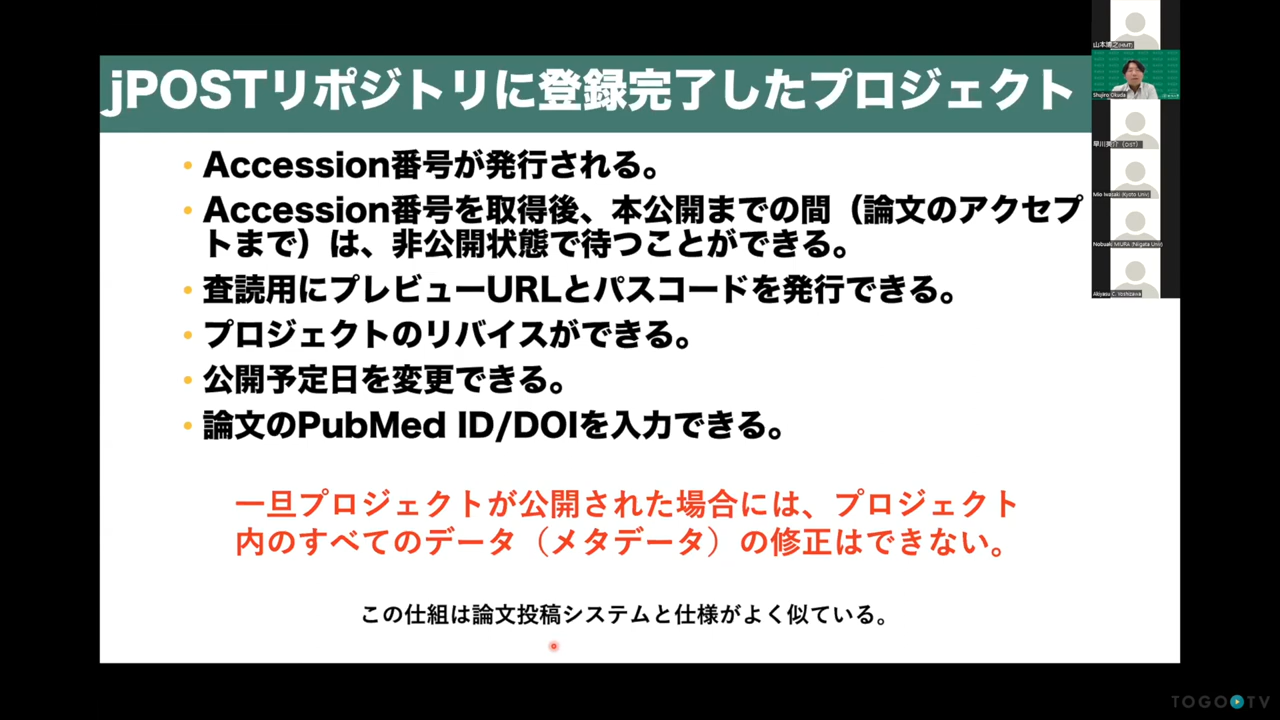 jPOSTリポジトリに登録完了したプロジェクト
• Accession番号が発行される。
• Accession番号を取得後、本公開までの間（論文のアクセプ
トまで）は、非公開状態で待つことができる。
• 査読用にプレビューURLとパスコードを発行できる。
• プロジェクトのリバイスができる。
• 公開予定日を変更できる。
• 論文のPubMed ID/DOIを入力できる。
一旦プロジェクトが公開された場合には、プロジェクト
内のすべてのデータ（メタデータ）の修正はできない。
この仕組は論文投稿システムと仕様がよく似ている。
Shujiro Okuda
Mio Iwasaki (Kyoto Univ)
Nobuaki MIURA (Niigata Univ)
Akiyasu C. Yoshizawa
TOGO TV